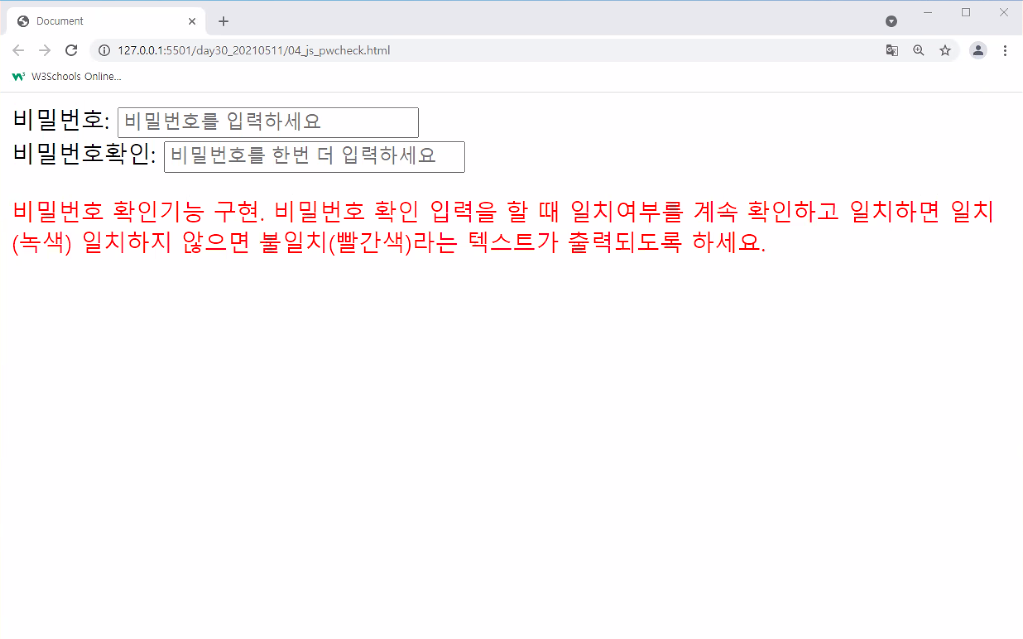 Document
127.0.0.1:5501/day30_20210511/04_js_pwcheck.html
W3Schools Online...
비밀번호: 비밀번호를 입력하세요
비밀번호확인: 비밀번호를 한번 더 입력하세요
비밀번호 확인기능 구현. 비밀번호 확인 입력을 할 때 일치여부를 계속 확인하고 일치하면 일치
(녹색) 일치하지 않으면 불일치(빨간색)라는 텍스트가 출력되도록 하세요.